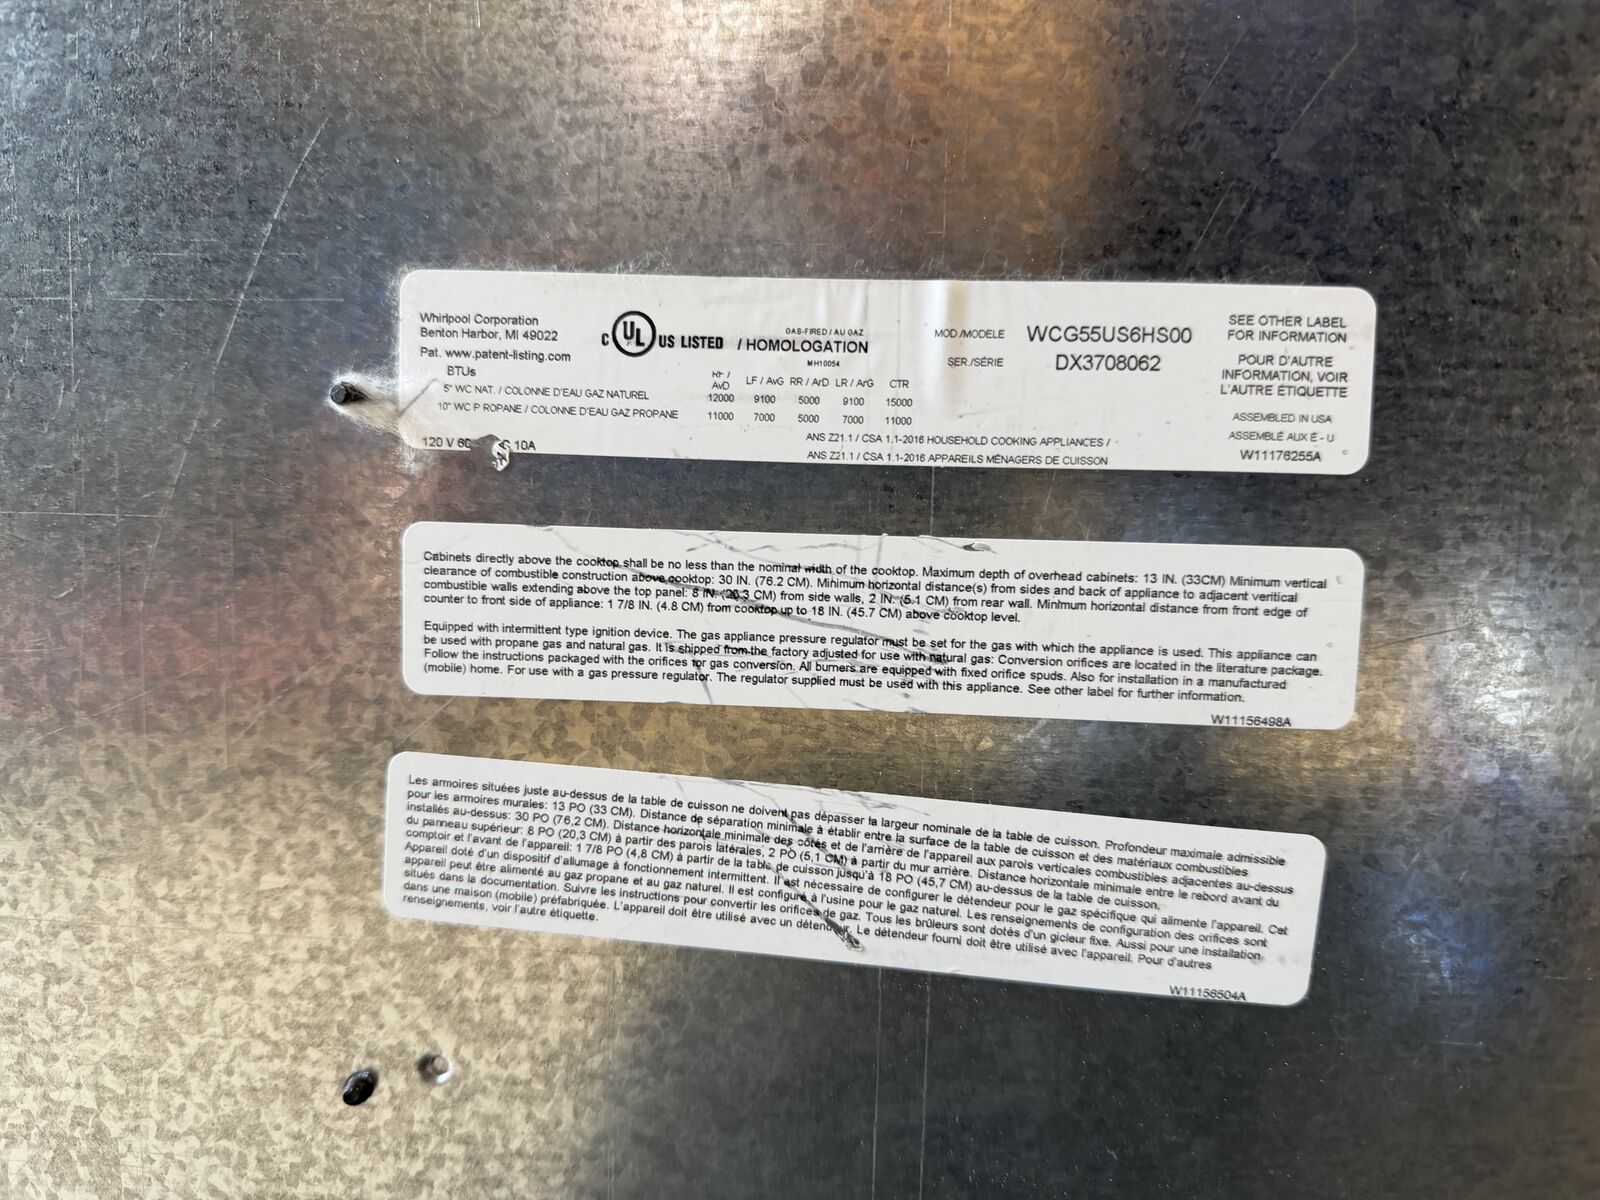 Whirlpool Corporation
Benton Harbor, MI 49022
Pat. www.patent-listing.com
C UL US LISTED
GAS-FIRED / AU GAZ
/ HOMOLOGATION
MH10054
MOD./MODELE WCG55US6HS00
SER./SÉRIE DX3708062
SEE OTHER LABEL
FOR INFORMATION
POUR D'AUTRE
INFORMATION, VOIR
L'AUTRE ÉTIQUETTE
ASSEMBLED IN USA
ASSEMBLÉ AUX É - U
W11176255A
BTUs
RF / AvD LF / AvG RR / ArD LR / ArG CTR
5" WC NAT. / COLONNE D'EAU GAZ NATUREL 12000 9100 5000 9100 15000
10" WC PROPANE / COLONNE D'EAU GAZ PROPANE 11000 7000 5000 7000 11000
120 V 10A
ANS Z21.1 / CSA 1.1-2016 HOUSEHOLD COOKING APPLIANCES /
ANS Z21.1 / CSA 1.1-2016 APPAREILS MÉNAGERS DE CUISSON
Cabinets directly above the cooktop shall be no less than the nominal width of the cooktop. Maximum depth of overhead cabinets: 13 IN. (33CM) Minimum vertical
clearance of combustible construction above cooktop: 30 IN. (76.2 CM). Minimum horizontal distance(s) from sides and back of appliance to adjacent veritical
combustible walls extending above the top panel: 8 IN. (20.3 CM) from side walls, 2 IN. (5.1 CM) from rear wall. Minimum horizontal distance from front edge of
counter to front side of appliance: 1 7/8 IN. (4.8 CM) from cooktop up to 18 IN. (45.7 CM) above cooktop level.
Equipped with intermittent type ignition device. The gas appliance pressure regulator must be set for the gas with which the appliance is used. This appliance can
be used with propane gas and natural gas. It is shipped from the factory adjusted for use with natural gas: Conversion orifices are located in the literature package.
Follow the instructions packaged with the orifices for gas conversion. All burners are equipped with fixed orifice spuds. Also for installation in a manufactured
(mobile) home. For use with a gas pressure regulator. The regulator supplied must be used with this appliance. See other label for further information.
W11156498A
Les armoires situées juste au-dessus de la table de cuisson ne doivent pas dépasser la largeur nominale de la table de cuisson. Profondeur maximale admissible
pour les armoires murales: 13 PO (33 CM). Distance de séparation minimale à établir entre la surface de la table de cuisson et des matériaux combustibles
installés au-dessus: 30 PO (76,2 CM). Distance horizontale minimale des côtés et de l'arrière de l'appareil aux parois verticales combustibles adjacentes au-dessus
du panneau supérieur: 8 PO (20,3 CM) à partir des parois latérales, 2 PO (5,1 CM) à partir du mur arrière. Distance horizontale minimale entre le rebord avant du
comptoir et l'avant de l'appareil: 1 7/8 PO (4,8 CM) à partir de la table de cuisson jusqu'à 18 PO (45,7 CM) au-dessus de la table de cuisson.
Appareil doté d'un dispositif d'allumage à fonctionnement intermittent. Il est nécessaire de configurer le détendeur pour le gaz spécifique qui alimente l'appareil. Cet
appareil peut être alimenté au gaz propane et au gaz naturel. Il est configuré à l'usine pour le gaz naturel. Les renseignements de configuration des orifices sont
situés dans la documentation. Suivre les instructions pour convertir les orifices de gaz. Tous les brûleurs sont dotés d'un gicleur fixe. Aussi pour une installation
dans une maison (mobile) préfabriquée. L'appareil doit être utilisé avec un détendeur. Le détendeur fourni doit être utilisé avec l'appareil. Pour d'autres
renseignements, voir l'autre étiquette.
W11156504A